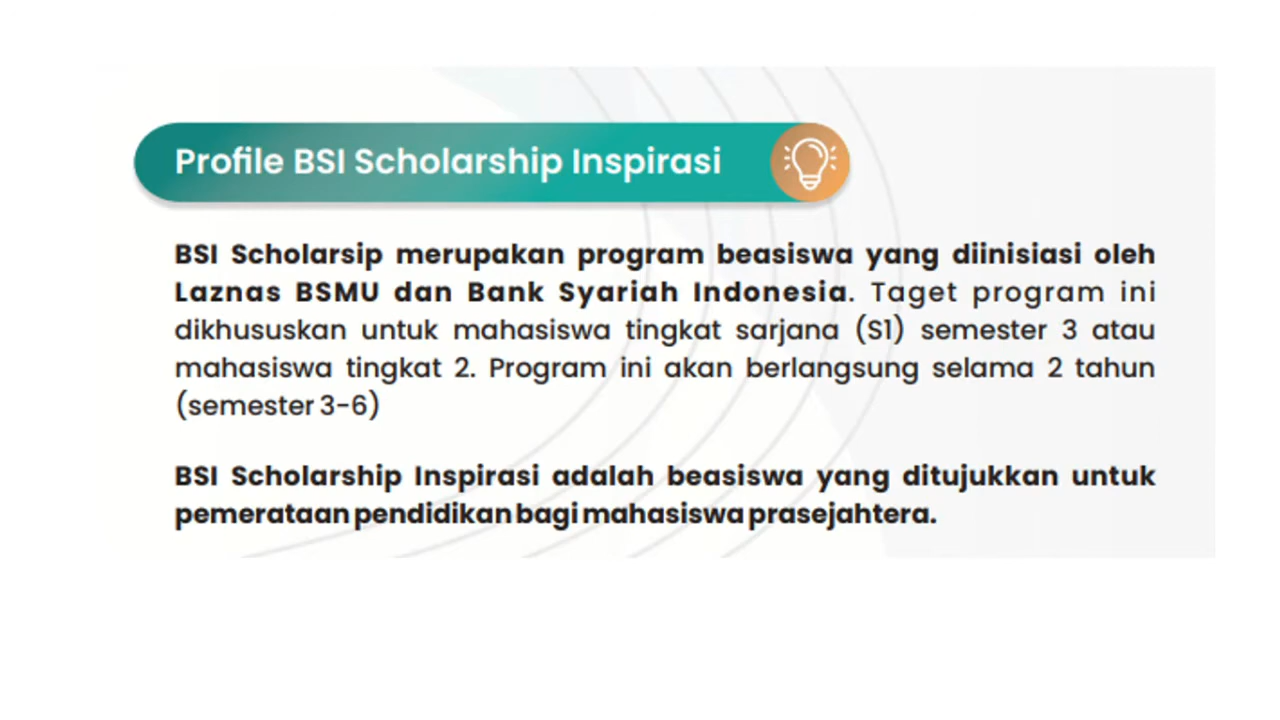 Profile BSI Scholarship Inspirasi
BSI Scholarsip merupakan program beasiswa yang diinisiasi oleh
Laznas BSMU dan Bank Syariah Indonesia. Taget program ini
dikhususkan untuk mahasiswa tingkat sarjana (S1) semester 3 atau
mahasiswa tingkat 2. Program ini akan berlangsung selama 2 tahun
(semester 3-6)
BSI Scholarship Inspirasi adalah beasiswa yang ditujukkan untuk
pemerataan pendidikan bagi mahasiswa prasejahtera.